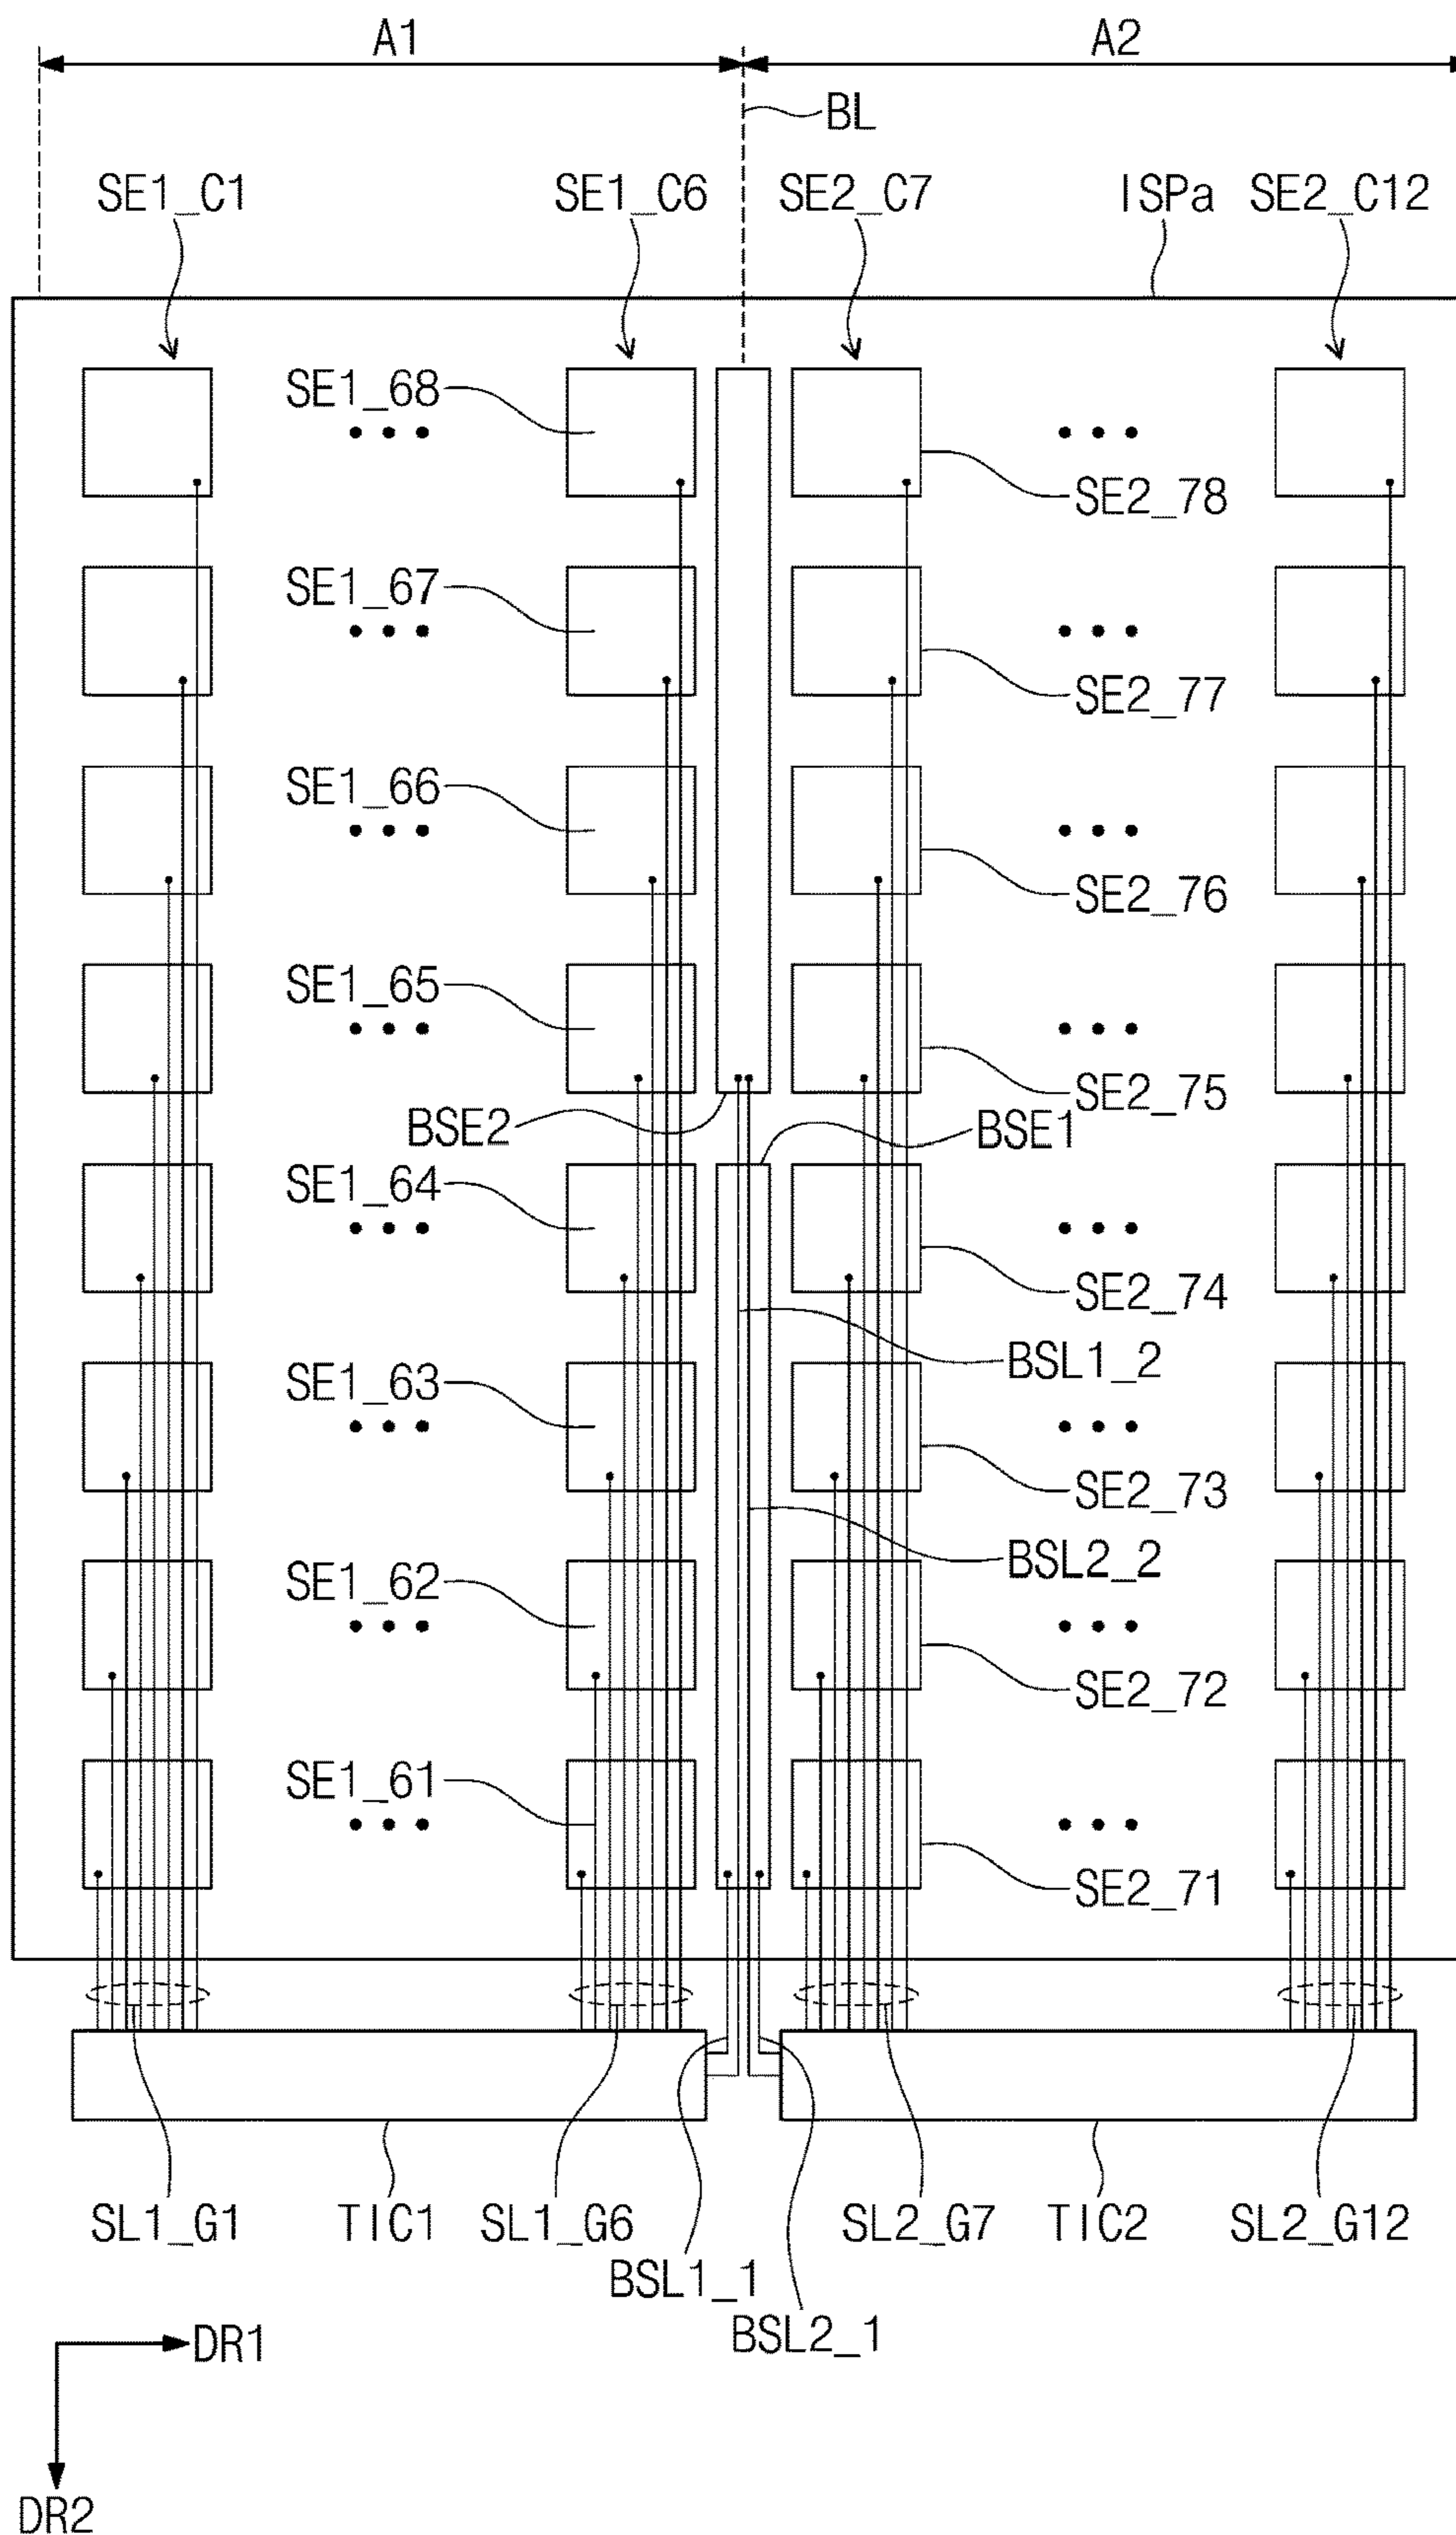 A1 A2
BL
SE1_C1 SE1_C6 SE2_C7 ISPa SE2_C12
SE1_68
SE2_78
SE1_67
SE2_77
SE1_66
SE2_76
SE1_65
SE2_75
BSE2 BSE1
SE1_64
SE2_74
BSL1_2
SE1_63
SE2_73
BSL2_2
SE1_62
SE2_72
SE1_61
SE2_71
SL1_G1 TIC1 SL1_G6 SL2_G7 TIC2 SL2_G12
BSL1_1
BSL2_1
DR1
DR2